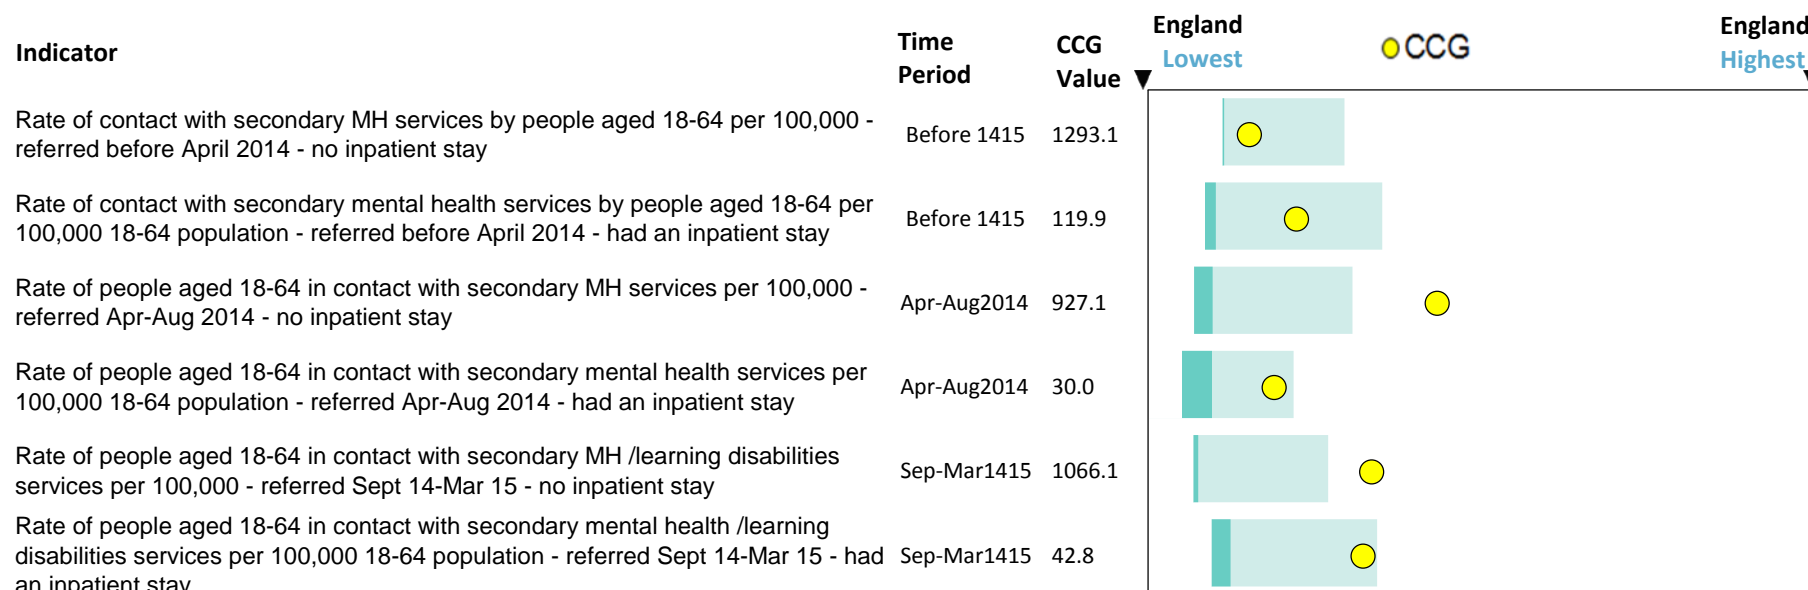 Indicator
Time
Period
CCG
Value
England
Lowest
CCG
England
Highest
Rate of contact with secondary MH services by people aged 18-64 per 100,000 -
referred before April 2014 - no inpatient stay
Before 1415 1293.1
Rate of contact with secondary mental health services by people aged 18-64 per
100,000 18-64 population - referred before April 2014 - had an inpatient stay
Before 1415 119.9
Rate of people aged 18-64 in contact with secondary MH services per 100,000 -
referred Apr-Aug 2014 - no inpatient stay
Apr-Aug2014 927.1
Rate of people aged 18-64 in contact with secondary mental health services per
100,000 18-64 population - referred Apr-Aug 2014 - had an inpatient stay
Apr-Aug2014 30.0
Rate of people aged 18-64 in contact with secondary MH /learning disabilities
services per 100,000 - referred Sept 14-Mar 15 - no inpatient stay
Sep-Mar1415 1066.1
Rate of people aged 18-64 in contact with secondary mental health /learning
disabilities services per 100,000 18-64 population - referred Sept 14-Mar 15 - had
an inpatient stay
Sep-Mar1415 42.8